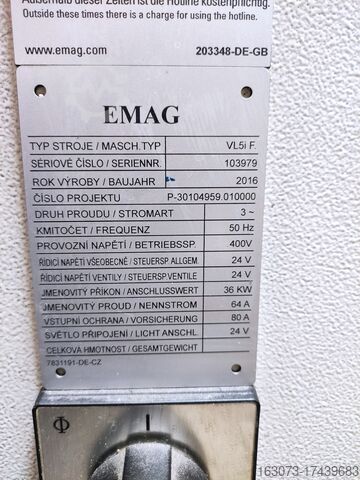 Außerhalb dieser Zeiten ist die Hotline kostenpflichtig.
Outside these times there is a charge for using the hotline.
www.emag.com 203348-DE-GB
EMAG
TYP STROJE / MASCH.TYP VL5i F.
SÉRIOVÉ ČÍSLO / SERIENNR. 103979
ROK VÝROBY / BAUJAHR 2016
ČÍSLO PROJEKTU P-30104959.010000
DRUH PROUDU / STROMART 3 ~
KMITOČET / FREQUENZ 50 Hz
PROVOZNÍ NAPĚTÍ / BETRIEBSSP. 400V
ŘÍDICÍ NAPĚTÍ VŠEOBECNĚ / STEUERSP. ALLGEM. 24 V
ŘÍDICÍ NAPĚTÍ VENTILY / STEUERSP.VENTILE 24 V
JMENOVITÝ PŘÍKON / ANSCHLUSSWERT 36 KW
JMENOVITÝ PROUD / NENNSTROM 64 A
VSTUPNÍ OCHRANA / VORSICHERUNG 80 A
SVĚTLO PŘIPOJENÍ / LICHT ANSCHL. 24 V
CELKOVÁ HMOTNOST / GESAMTGEWICHT
7831191-DE-CZ
I
163073-17439683